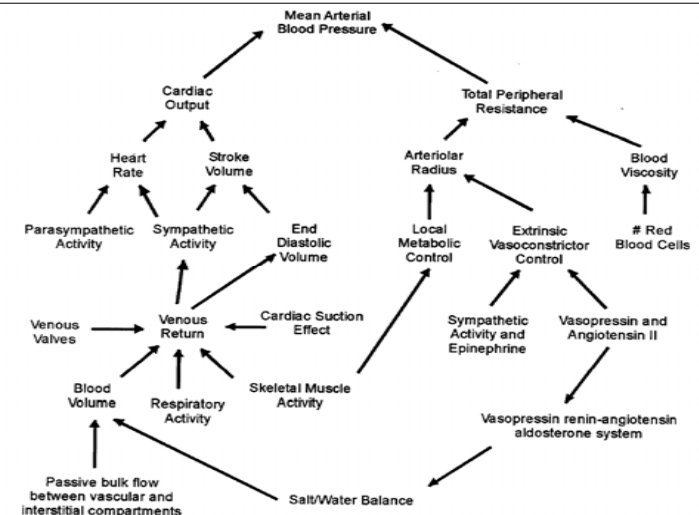 Mean Arterial
Blood Pressure
Cardiac
Output
Total Peripheral
Resistance
Heart
Rate
Stroke
Volume
Arteriolar
Radius
Blood
Viscosity
Parasympathetic
Activity
Sympathetic
Activity
End
Diastolic
Volume
Local
Metabolic
Control
Extrinsic
Vasoconstrictor
Control
# Red
Blood Cells
Venous
Valves
Venous
Return
Cardiac Suction
Effect
Sympathetic
Activity and
Epinephrine
Vasopressin and
Angiotensin II
Blood
Volume
Respiratory
Activity
Skeletal Muscle
Activity
Vasopressin renin-angiotensin
aldosterone system
Passive bulk flow
between vascular and
interstitial compartments
Salt/Water Balance